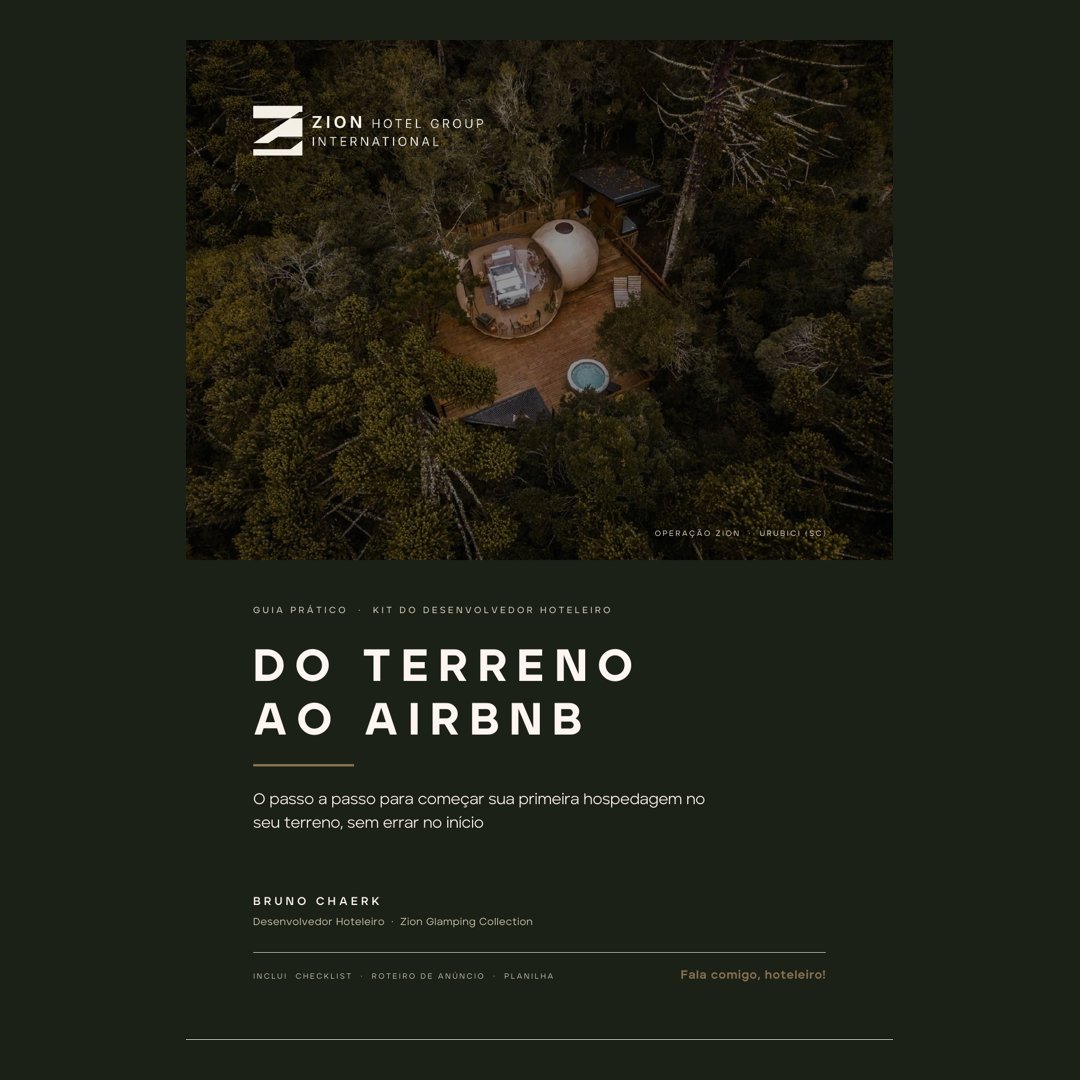 ZION HOTEL GROUP
INTERNATIONAL
OPERAÇÃO ZION · URUBICI (SC)
GUIA PRÁTICO · KIT DO DESENVOLVEDOR HOTELEIRO
DO TERRENO
AO AIRBNB
O passo a passo para começar sua primeira hospedagem no
seu terreno, sem errar no início
BRUNO CHAERK
Desenvolvedor Hoteleiro · Zion Glamping Collection
INCLUI CHECKLIST · ROTEIRO DE ANÚNCIO · PLANILHA
Fala comigo, hoteleiro!